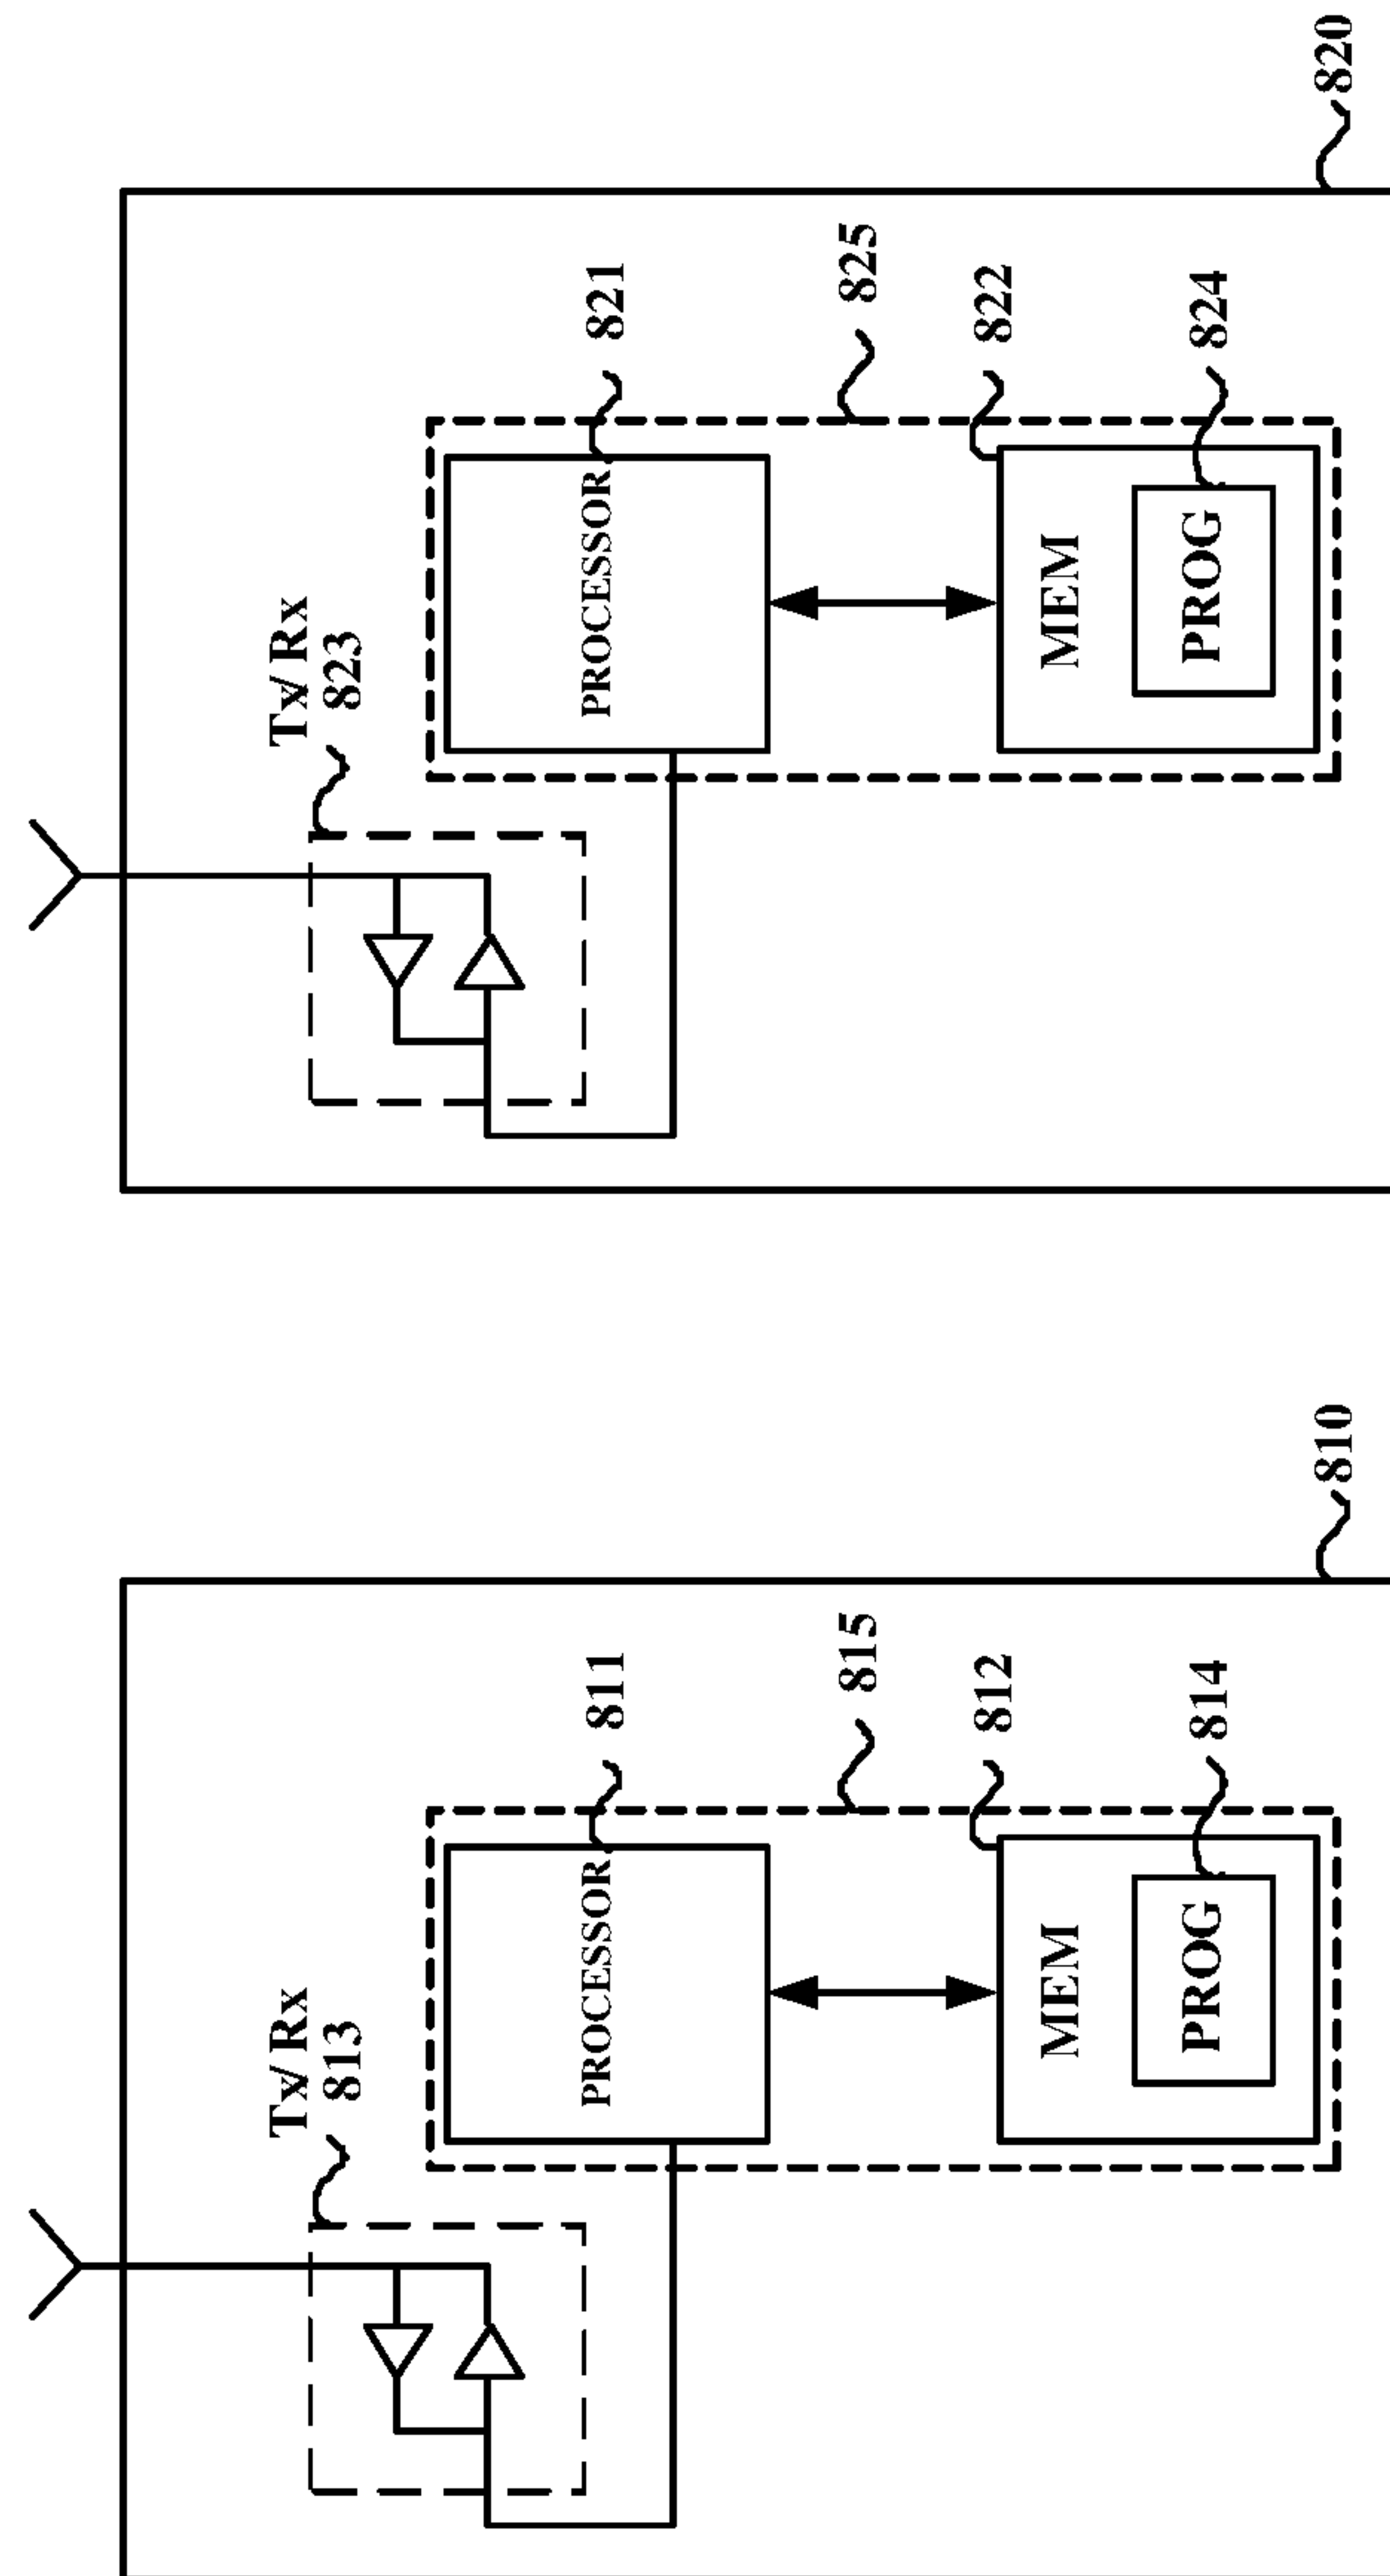 Tx/ Rx
813
PROCESSOR
811
815
MEM
812
PROG
814
810
Tx/ Rx
823
PROCESSOR
821
825
MEM
822
PROG
824
820